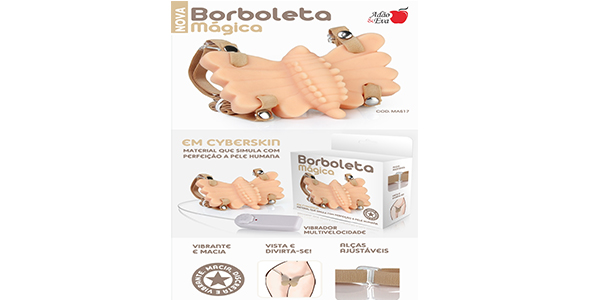 NOVA
Borboleta
Mágica
Adão
& Eva
COD: MA817
EM CYBERSKIN
MATERIAL QUE SIMULA COM
PERFEIÇÃO A PELE HUMANA
Borboleta
Mágica
VIBRADOR
MULTIVELOCIDADE
VIBRANTE
E MACIA
VISTA E
DIVIRTA-SE!
ALÇAS
AJUSTÁVEIS